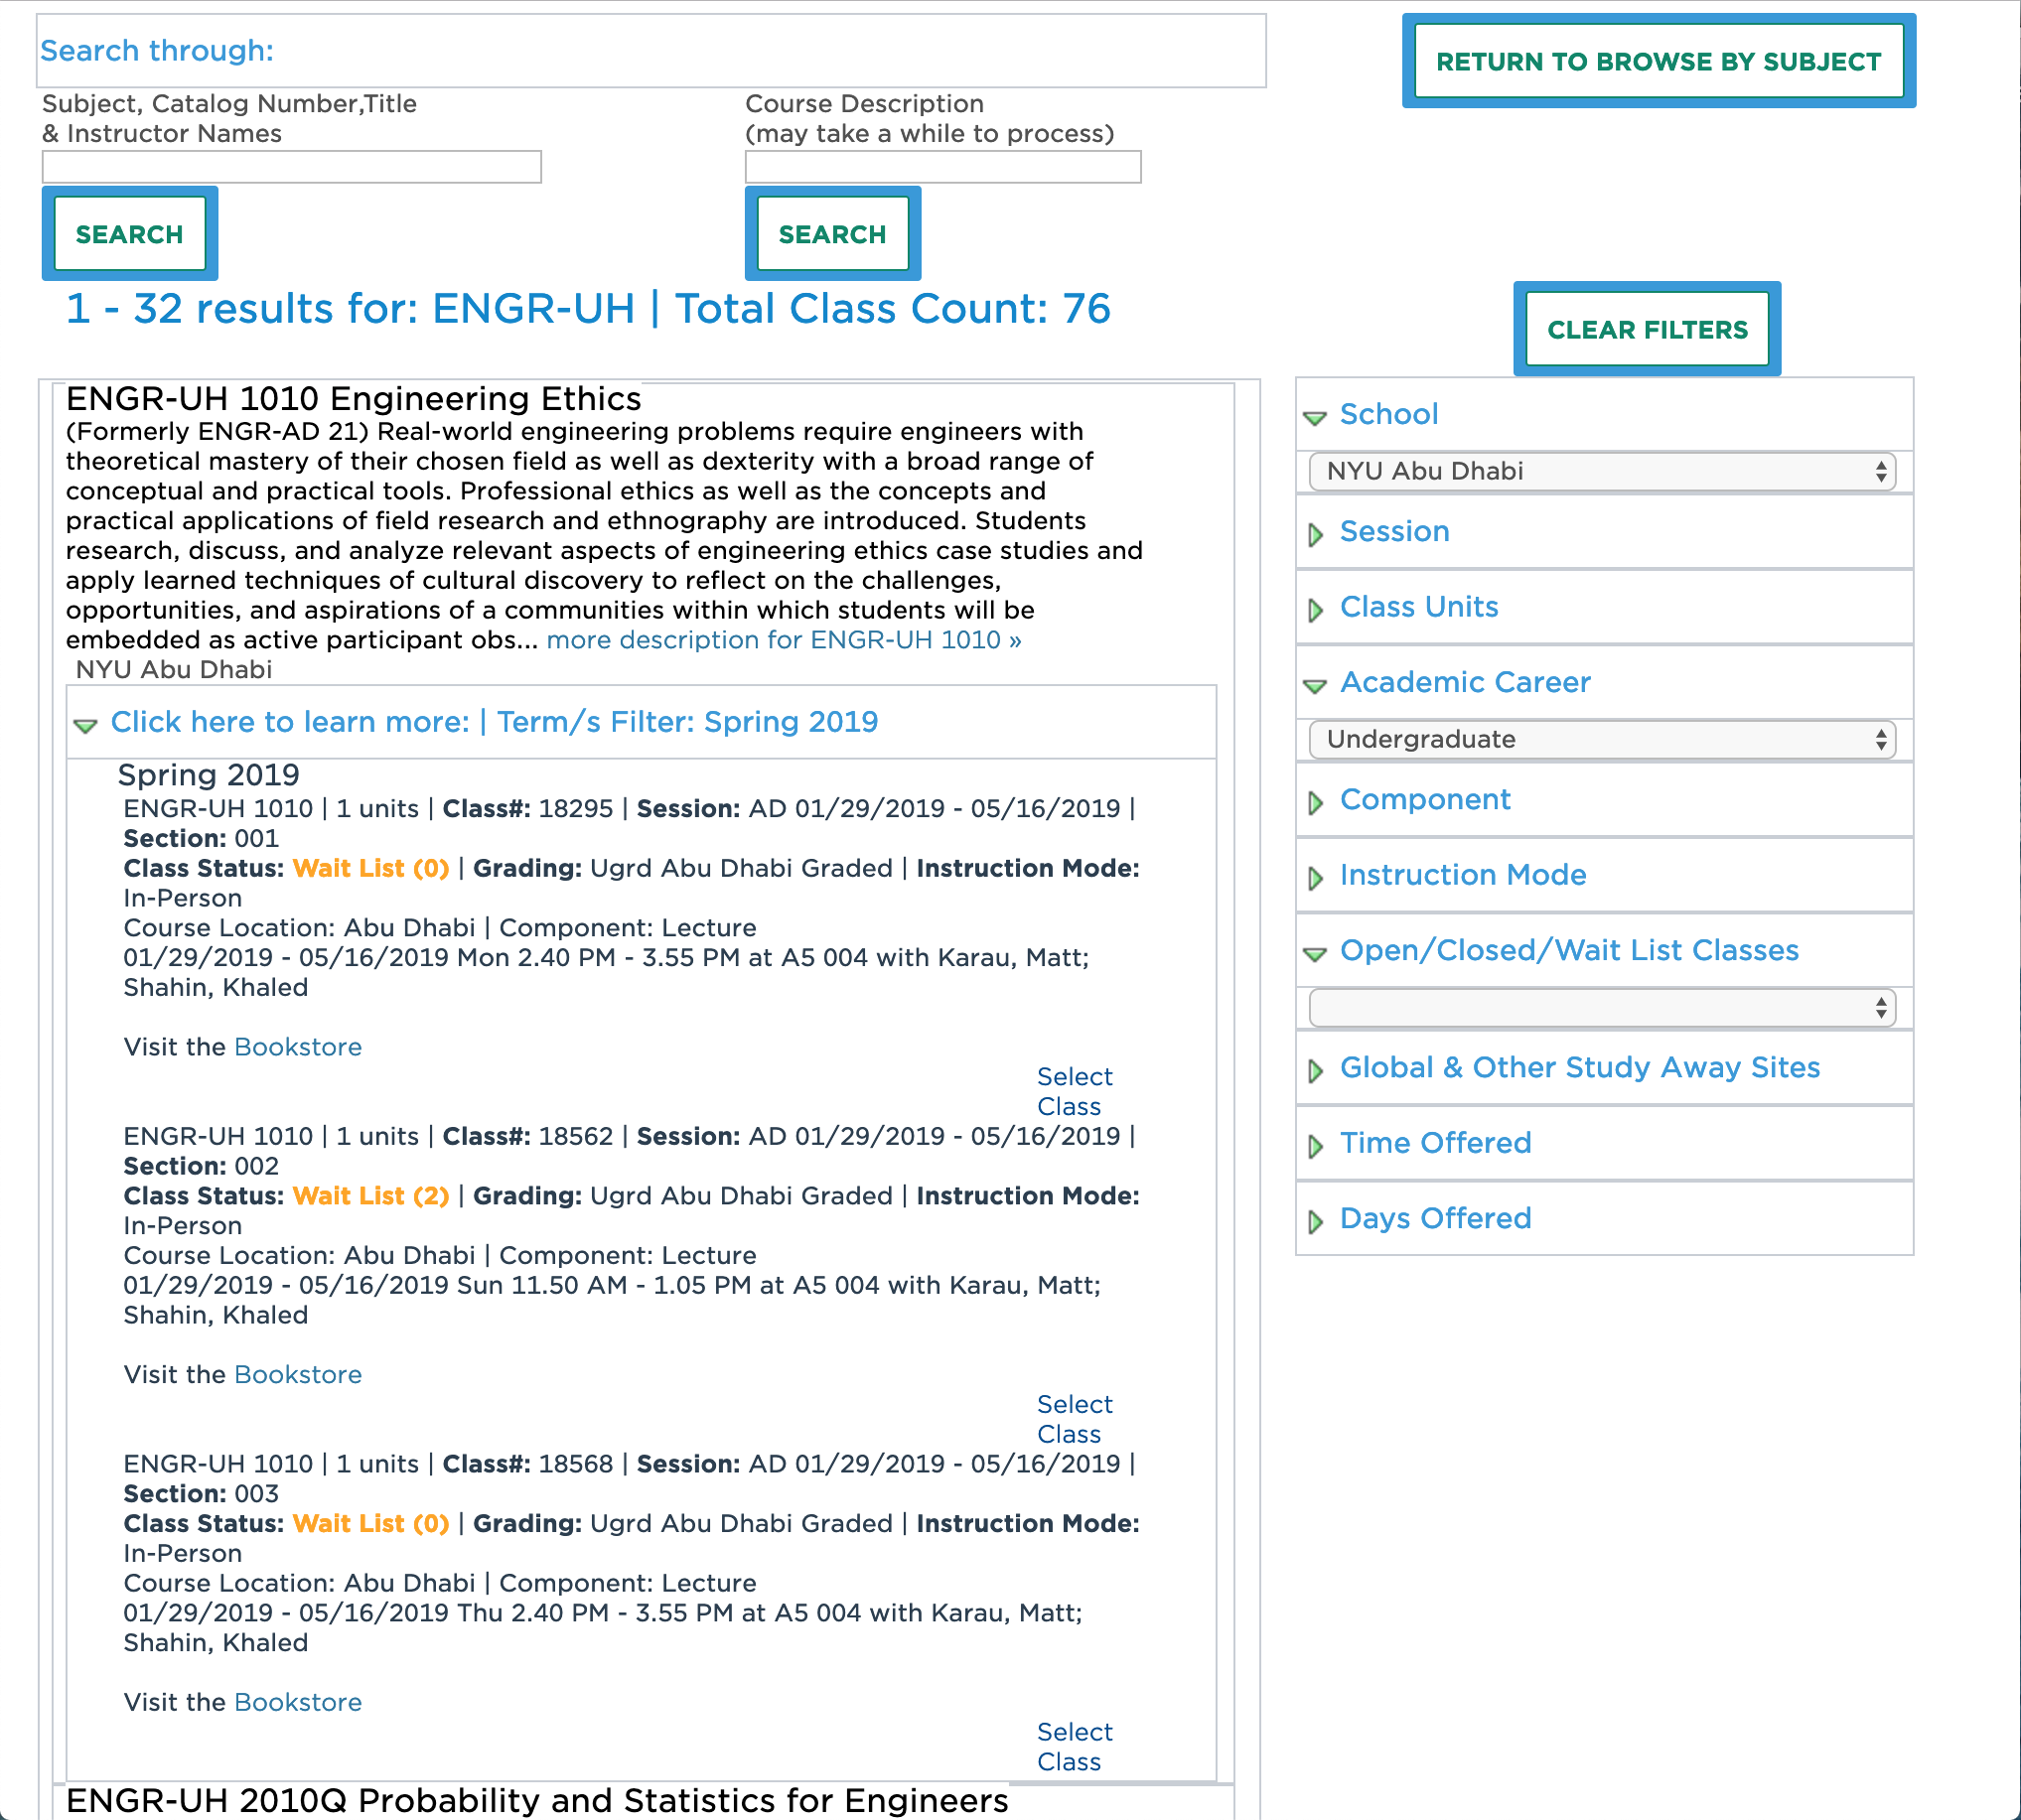 Search through:
RETURN TO BROWSE BY SUBJECT
Subject, Catalog Number,Title
& Instructor Names
Course Description
(may take a while to process)
SEARCH
SEARCH
1 - 32 results for: ENGR-UH | Total Class Count: 76
CLEAR FILTERS
ENGR-UH 1010 Engineering Ethics
(Formerly ENGR-AD 21) Real-world engineering problems require engineers with
theoretical mastery of their chosen field as well as dexterity with a broad range of
conceptual and practical tools. Professional ethics as well as the concepts and
practical applications of field research and ethnography are introduced. Students
research, discuss, and analyze relevant aspects of engineering ethics case studies and
apply learned techniques of cultural discovery to reflect on the challenges,
opportunities, and aspirations of a communities within which students will be
embedded as active participant obs... more description for ENGR-UH 1010 »
NYU Abu Dhabi
Click here to learn more: | Term/s Filter: Spring 2019
Spring 2019
ENGR-UH 1010 | 1 units | Class#: 18295 | Session: AD 01/29/2019 - 05/16/2019 |
Section: 001
Class Status: Wait List (0) | Grading: Ugrd Abu Dhabi Graded | Instruction Mode:
In-Person
Course Location: Abu Dhabi | Component: Lecture
01/29/2019 - 05/16/2019 Mon 2.40 PM - 3.55 PM at A5 004 with Karau, Matt;
Shahin, Khaled
Visit the Bookstore
Select
Class
ENGR-UH 1010 | 1 units | Class#: 18562 | Session: AD 01/29/2019 - 05/16/2019 |
Section: 002
Class Status: Wait List (2) | Grading: Ugrd Abu Dhabi Graded | Instruction Mode:
In-Person
Course Location: Abu Dhabi | Component: Lecture
01/29/2019 - 05/16/2019 Sun 11.50 AM - 1.05 PM at A5 004 with Karau, Matt;
Shahin, Khaled
Visit the Bookstore
Select
Class
ENGR-UH 1010 | 1 units | Class#: 18568 | Session: AD 01/29/2019 - 05/16/2019 |
Section: 003
Class Status: Wait List (0) | Grading: Ugrd Abu Dhabi Graded | Instruction Mode:
In-Person
Course Location: Abu Dhabi | Component: Lecture
01/29/2019 - 05/16/2019 Thu 2.40 PM - 3.55 PM at A5 004 with Karau, Matt;
Shahin, Khaled
Visit the Bookstore
Select
Class
ENGR-UH 2010Q Probability and Statistics for Engineers
School
NYU Abu Dhabi
Session
Class Units
Academic Career
Undergraduate
Component
Instruction Mode
Open/Closed/Wait List Classes
Global & Other Study Away Sites
Time Offered
Days Offered